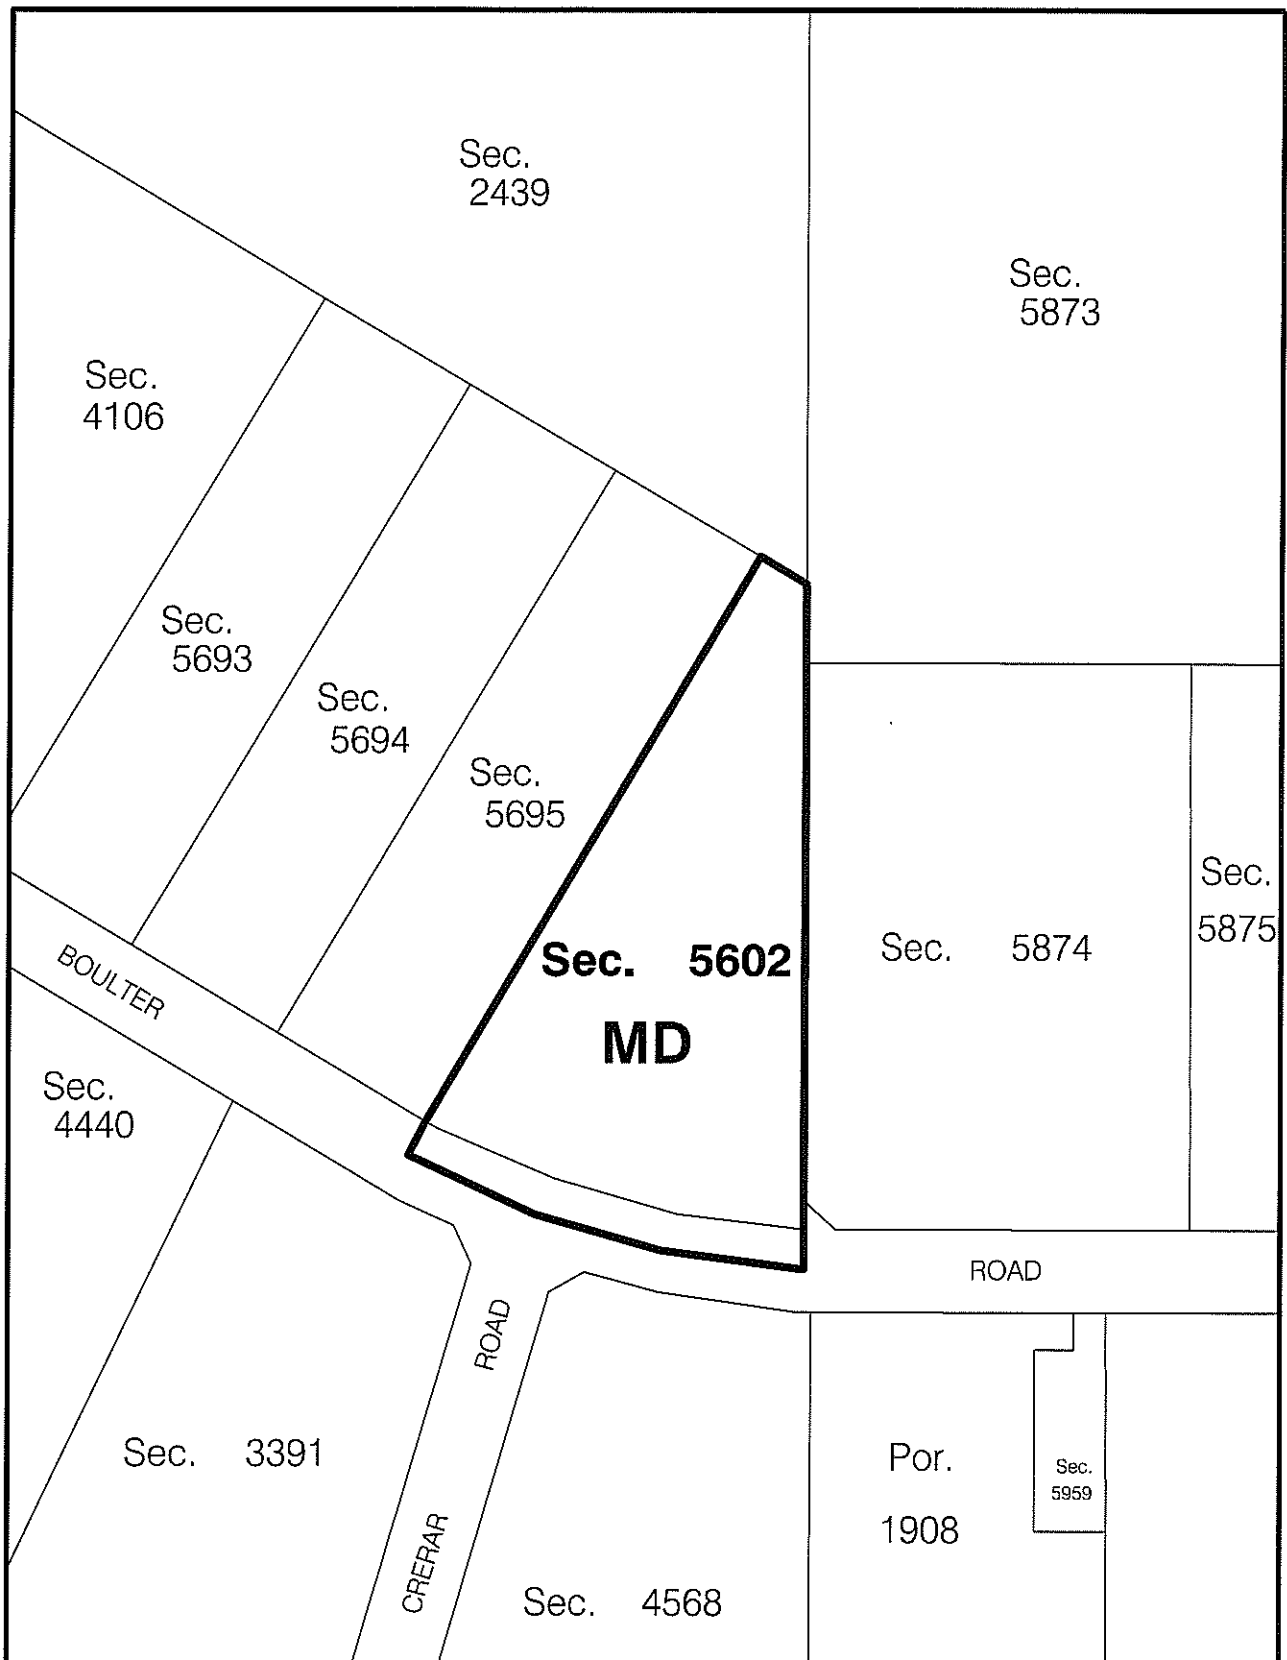 Sec.
2439
Sec.
5873
Sec.
4106
Sec.
5693
Sec.
5694
Sec.
5695
Sec. 5602
MD
Sec. 5874
Sec.
5875
BOULTER
Sec.
4440
ROAD
ROAD
CRERAR
Sec. 3391
Por.
1908
Sec.
5959
Sec. 4568